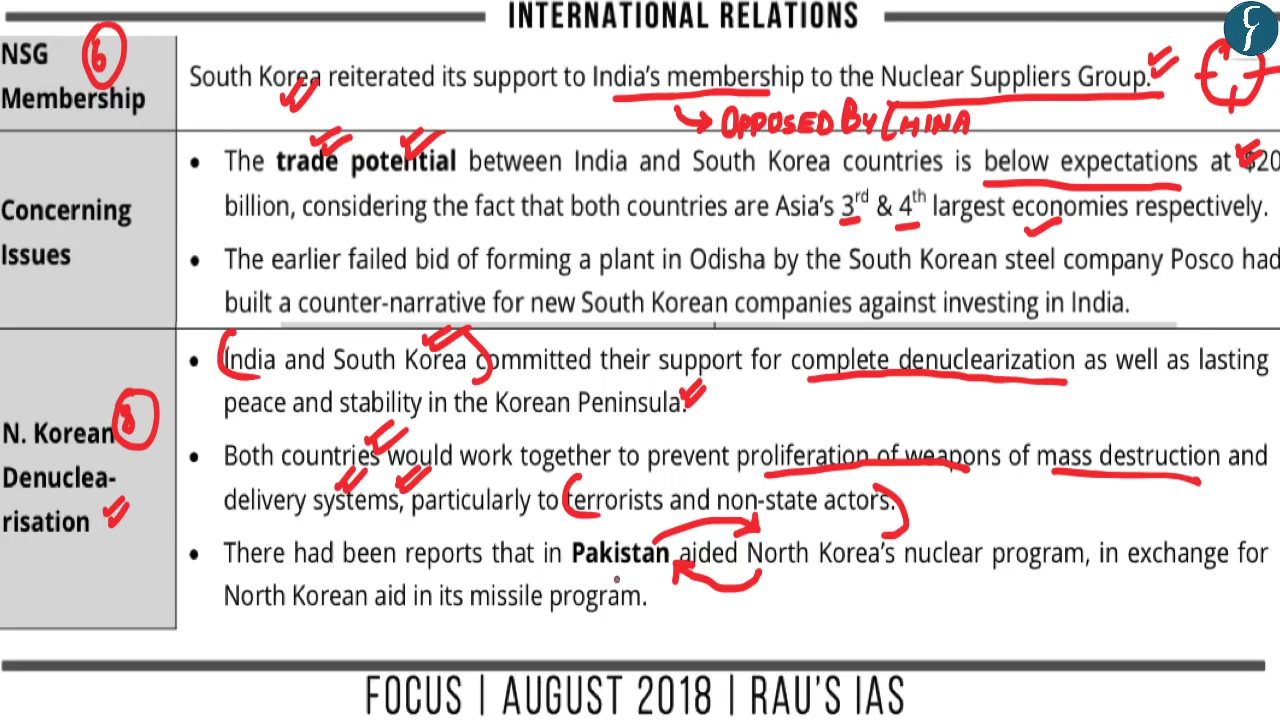 INTERNATIONAL RELATIONS
NSG
Membership
6
South Korea reiterated its support to India's membership to the Nuclear Suppliers Group.
OPPOSED BY CHINA
Concerning
Issues
• The trade potential between India and South Korea countries is below expectations at $20
billion, considering the fact that both countries are Asia's 3rd & 4th largest economies respectively.
• The earlier failed bid of forming a plant in Odisha by the South Korean steel company Posco had
built a counter-narrative for new South Korean companies against investing in India.
N. Korean
Denuclea-
risation
8
• India and South Korea committed their support for complete denuclearization as well as lasting
peace and stability in the Korean Peninsula.
• Both countries would work together to prevent proliferation of weapons of mass destruction and
delivery systems, particularly to terrorists and non-state actors.
• There had been reports that in Pakistan aided North Korea's nuclear program, in exchange for
North Korean aid in its missile program.
FOCUS | AUGUST 2018 | RAU'S IAS